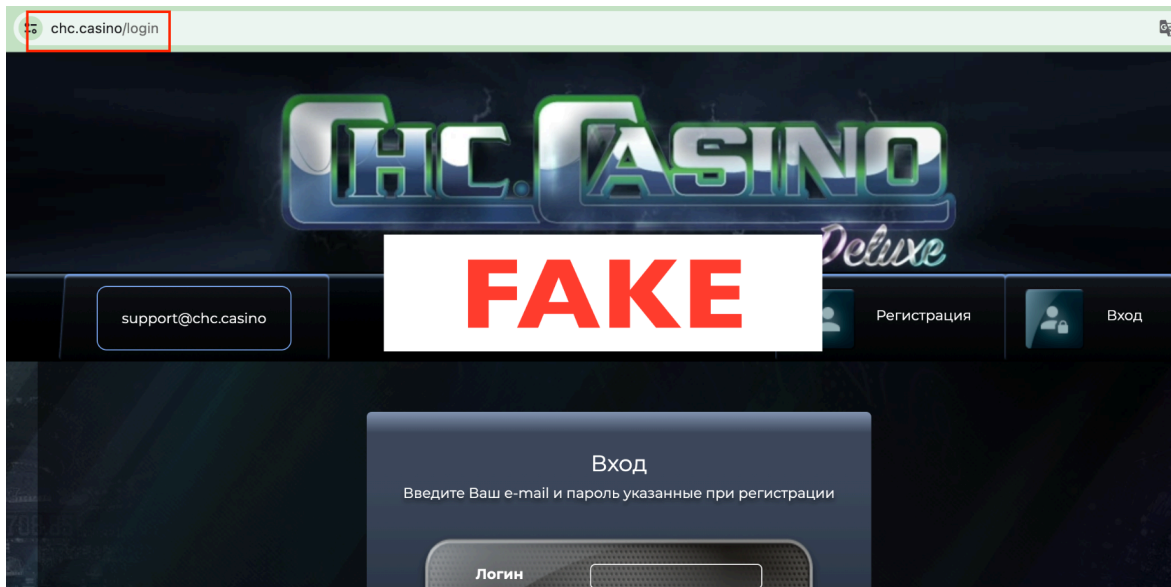 chc.casino/login
CHC.CASINO
Deluxe
FAKE
support@chc.casino
Регистрация
Вход
Вход
Введите Ваш e-mail и пароль указанные при регистрации
Логин